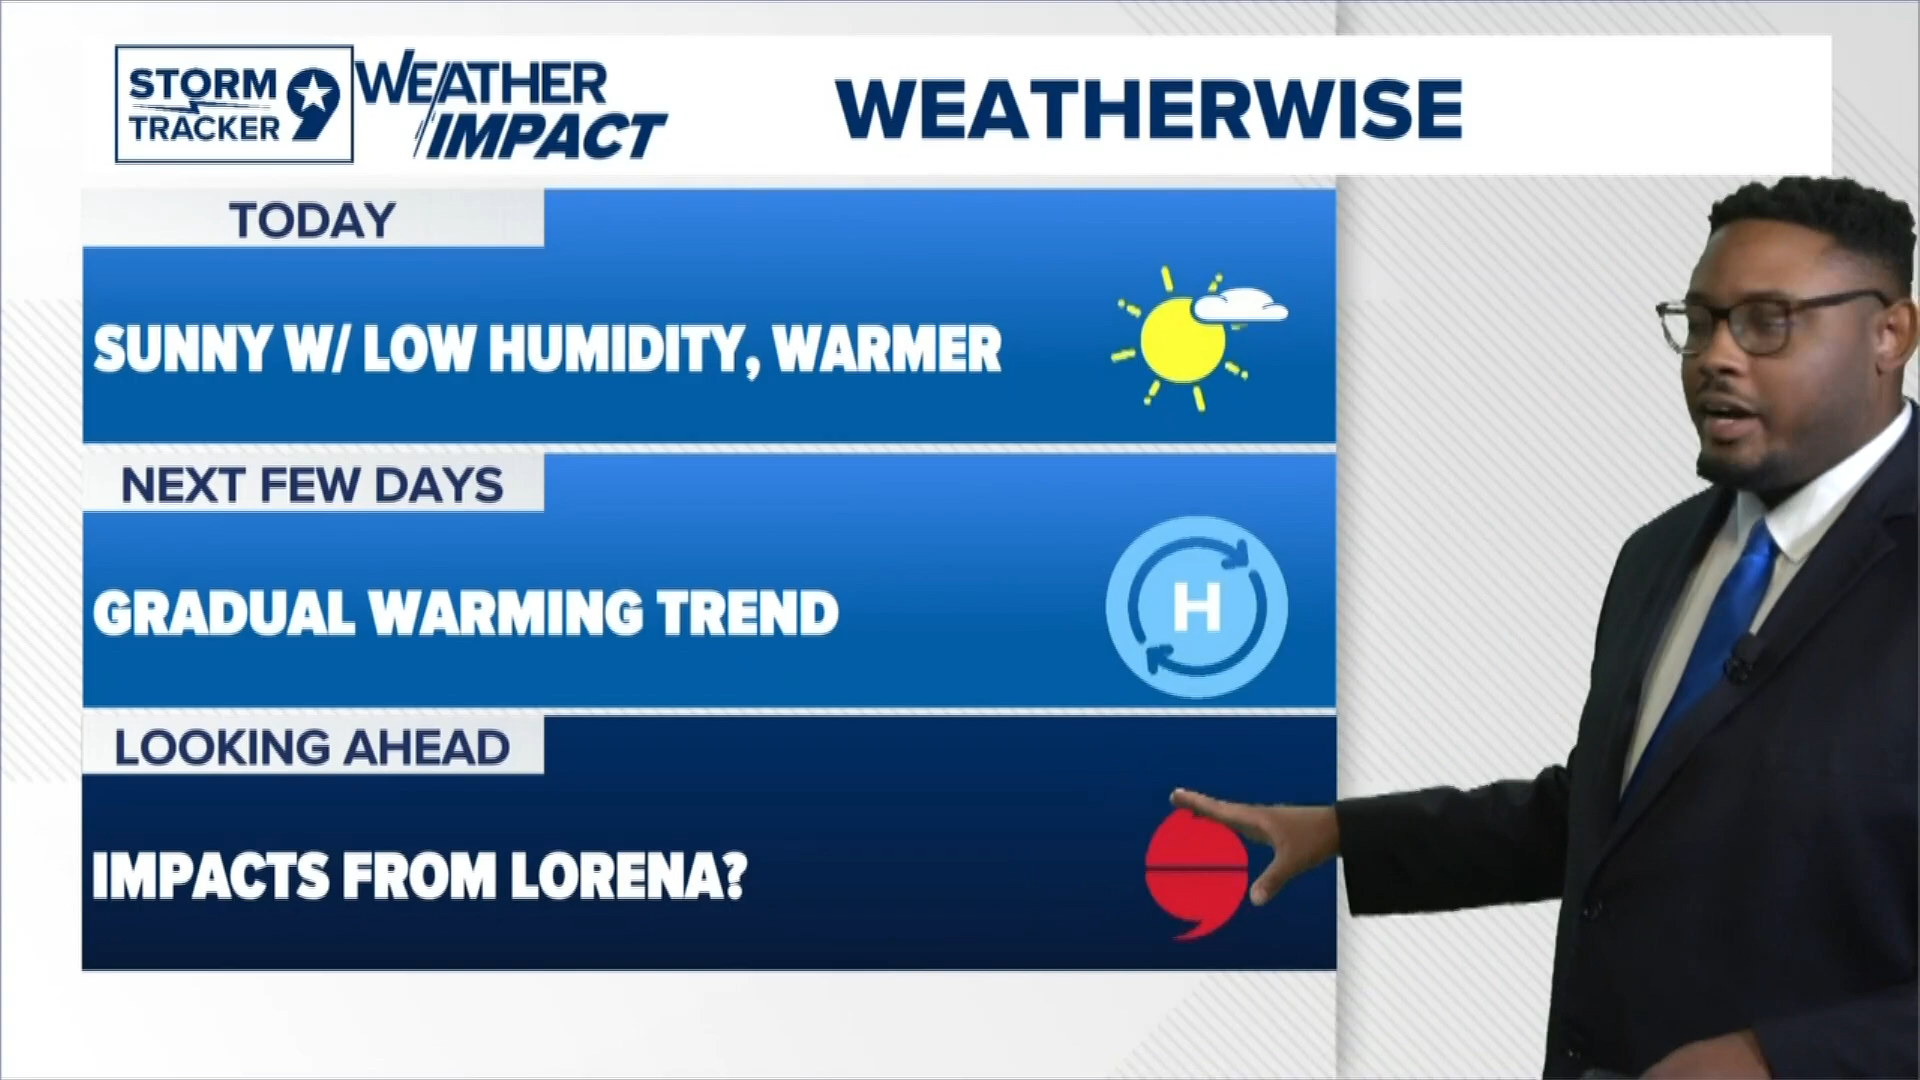 STORM
TRACKER 9
WEATHER
IMPACT
WEATHERWISE
TODAY
SUNNY W/ LOW HUMIDITY, WARMER
NEXT FEW DAYS
GRADUAL WARMING TREND
H
LOOKING AHEAD
IMPACTS FROM LORENA?